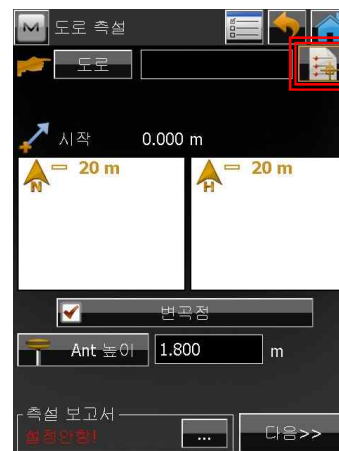 M 도로 측설
도로
시작 0.000 m
20 m 20 m
N H
변곡점
Ant 높이 1.800 m
측설 보고서
설정안함! ... 다음>>